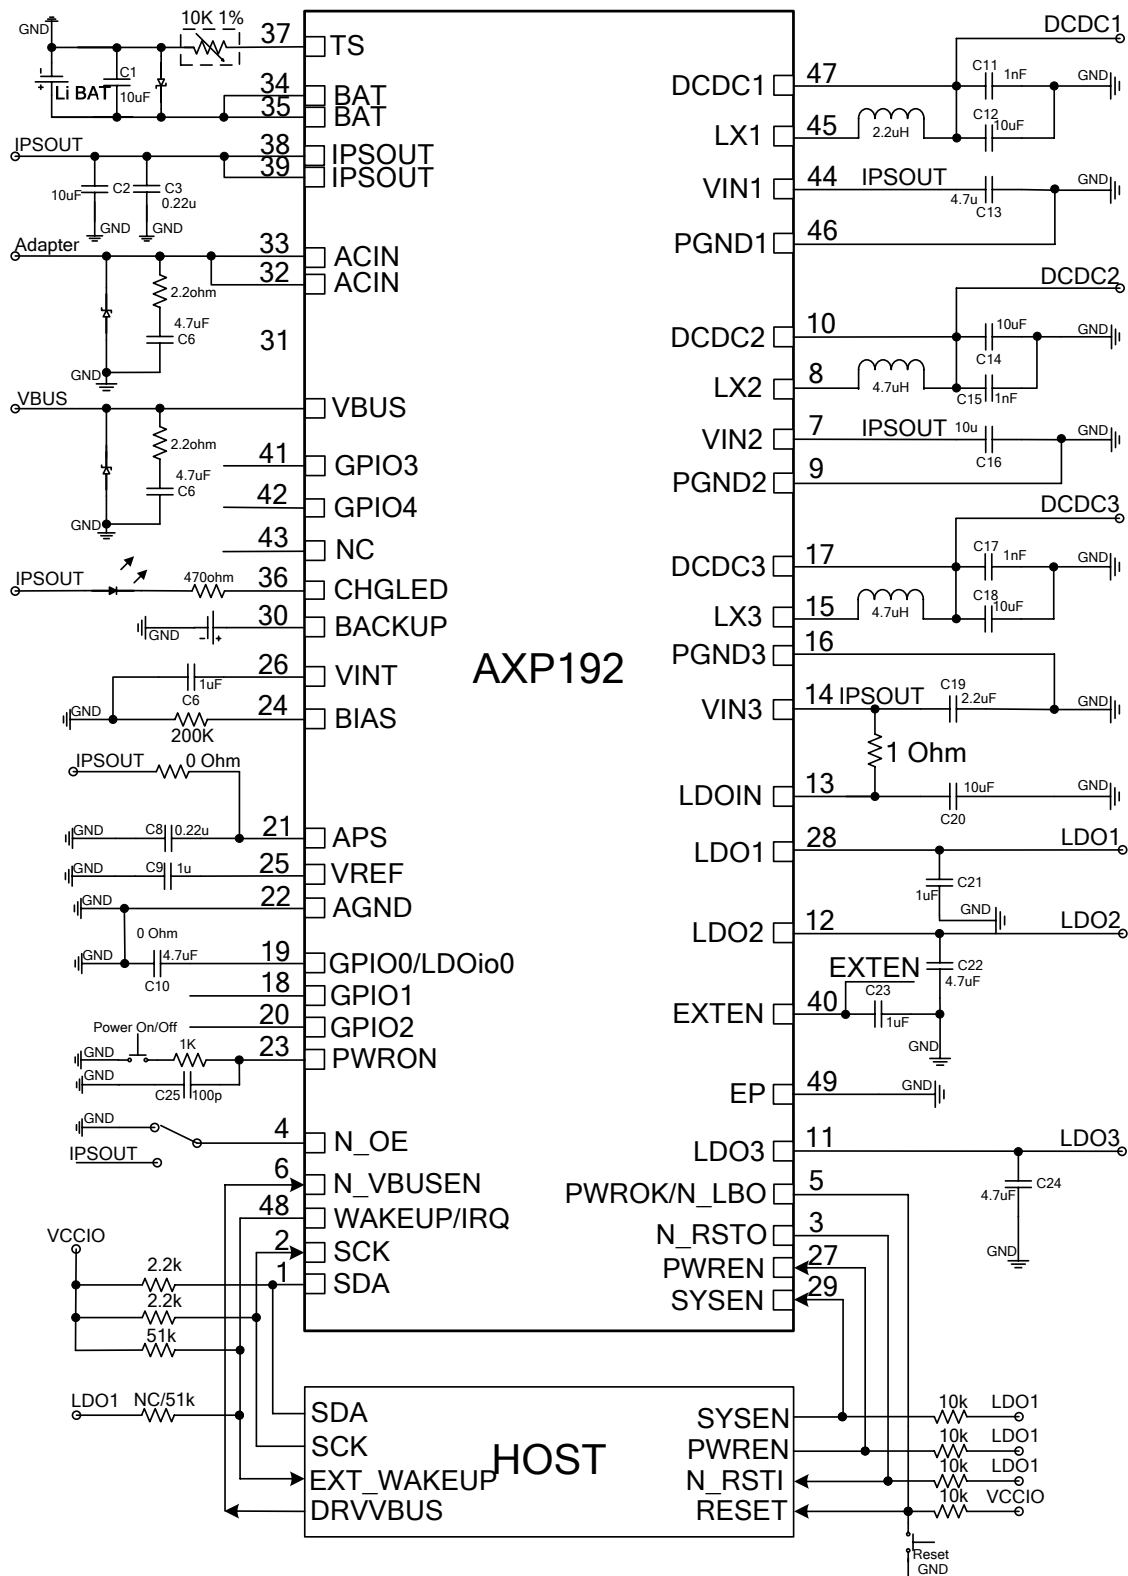 GND
10K 1%
37
TS
Li BAT
C1
10uF
34
BAT
35
BAT
IPSOUT
38
IPSOUT
39
IPSOUT
10uF
C2
C3
0.22u
GND
GND
Adapter
33
ACIN
32
ACIN
2.2ohm
4.7uF
C6
31
GND
VBUS
VBUS
2.2ohm
41
GPIO3
4.7uF
C6
42
GPIO4
GND
43
NC
IPSOUT
470ohm
36
CHGLED
30
BACKUP
GND
- +
26
VINT
1uF
C6
GND
24
BIAS
200K
IPSOUT
0 Ohm
GND
C8
0.22u
21
APS
GND
C9
1u
25
VREF
GND
22
AGND
0 Ohm
GND
4.7uF
C10
19
GPIO0/LDOio0
18
GPIO1
20
GPIO2
Power On/Off
GND
1K
23
PWRON
GND
C25
100p
GND
4
N_OE
IPSOUT
6
N_VBUSEN
48
WAKEUP/IRQ
VCCIO
2
SCK
2.2k
1
SDA
2.2k
51k
LDO1
NC/51k
AXP192
DCDC1
DCDC1
47
C11
1nF
GND
C12
10uF
LX1
45
2.2uH
VIN1
44
IPSOUT
4.7u
C13
GND
PGND1
46
DCDC2
DCDC2
10
10uF
C14
GND
LX2
8
4.7uH
C15
1nF
VIN2
7
IPSOUT
10u
C16
GND
PGND2
9
DCDC3
DCDC3
17
C17
1nF
GND
LX3
15
4.7uH
C18
10uF
PGND3
16
VIN3
14
IPSOUT
C19
2.2uF
GND
1 Ohm
LDOIN
13
10uF
C20
GND
LDO1
28
LDO1
C21
1uF
GND
LDO2
12
LDO2
EXTEN
C22
4.7uF
C23
1uF
EXTEN
40
GND
EP
49
GND
LDO3
11
LDO3
C24
4.7uF
GND
PWROK/N_LBO
5
N_RSTO
3
PWREN
27
SYSEN
29
HOST
SDA
SCK
EXT_WAKEUP
DRVVBUS
SYSEN
10k
LDO1
PWREN
10k
LDO1
N_RSTI
10k
LDO1
RESET
10k
VCCIO
Reset
GND